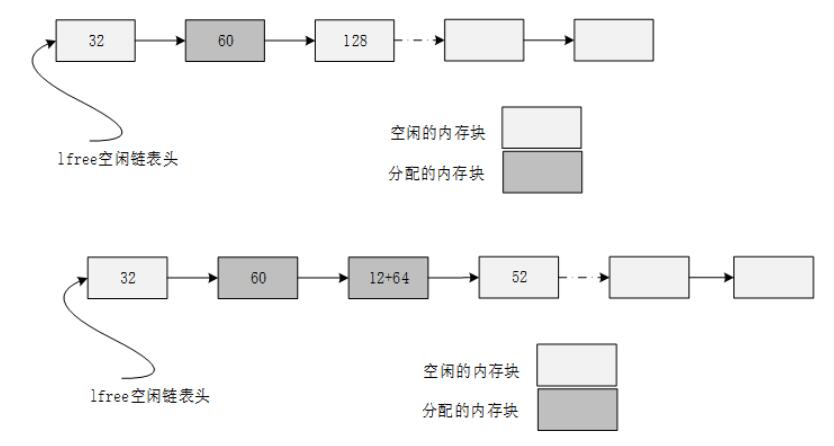 32
60
128
空闲的内存块
lfree空闲链表头
分配的内存块
32
60
12+64
52
空闲的内存块
lfree空闲链表头
分配的内存块